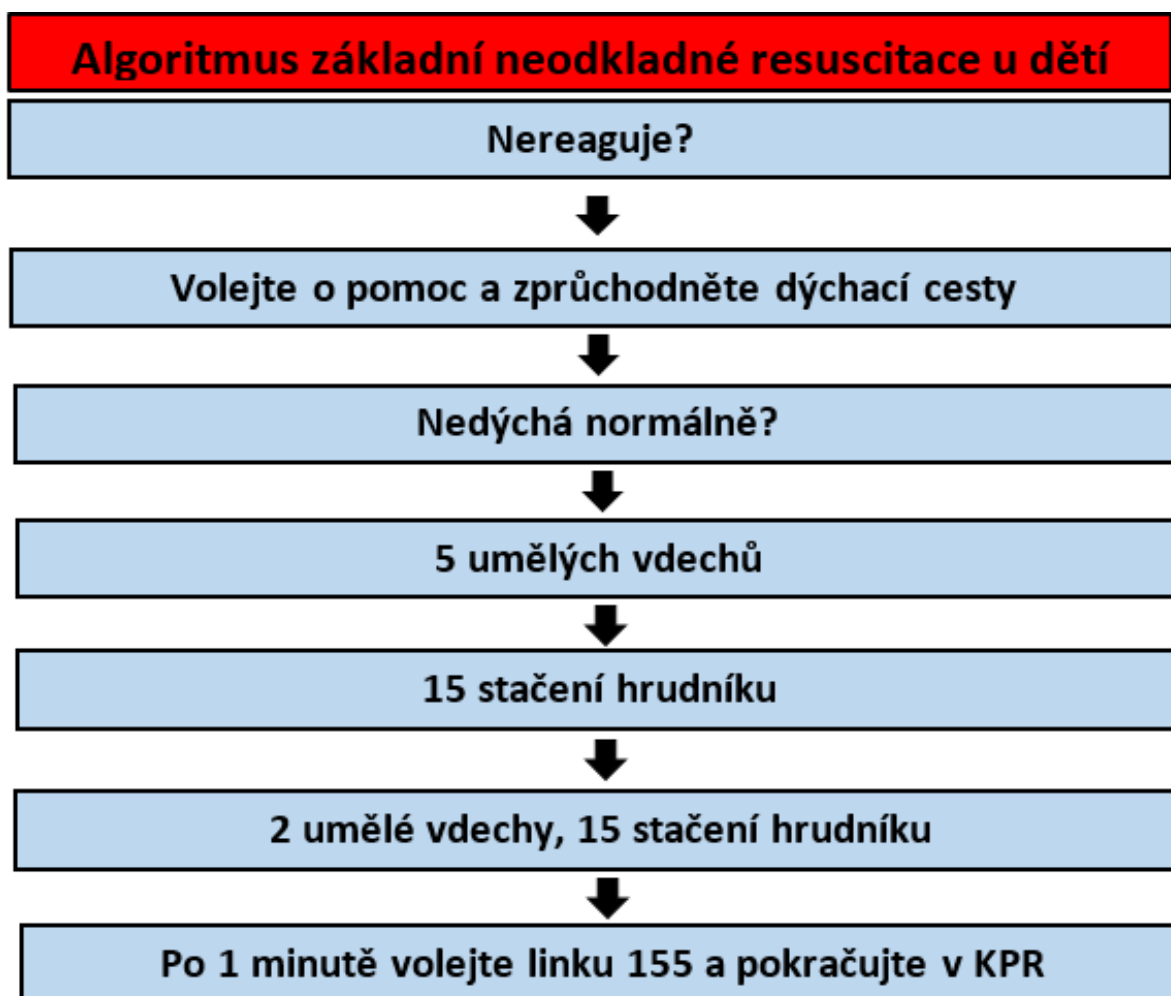 Algoritmus základní neodkladné resuscitace u dětí
Nereaguje?
Volejte o pomoc a zprůchodněte dýchací cesty
Nedýchá normálně?
5 umělých vdechů
15 stačení hrudníku
2 umělé vdechy, 15 stačení hrudníku
Po 1 minutě volejte linku 155 a pokračujte v KPR